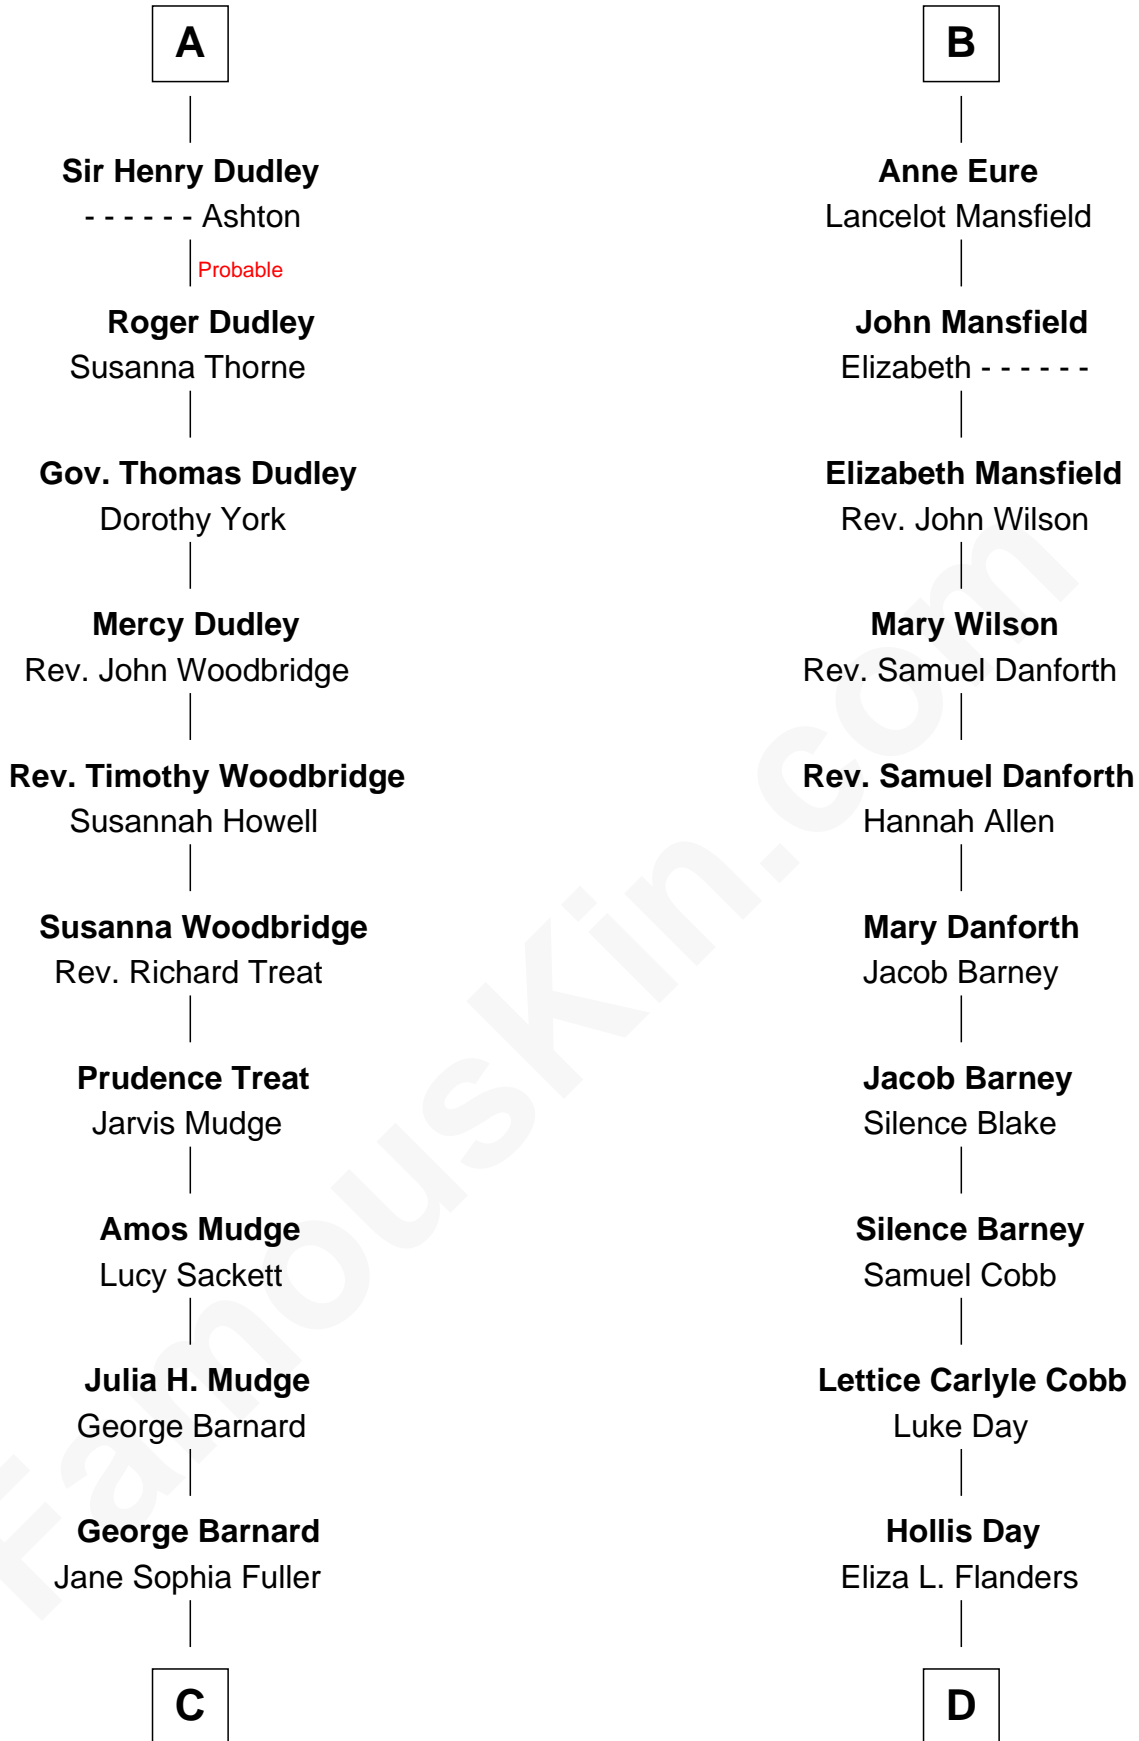 A
Sir Henry Dudley
- - - - - - Ashton
Probable
Roger Dudley
Susanna Thorne
Gov. Thomas Dudley
Dorothy York
Mercy Dudley
Rev. John Woodbridge
Rev. Timothy Woodbridge
Susannah Howell
Susanna Woodbridge
Rev. Richard Treat
Prudence Treat
Jarvis Mudge
Amos Mudge
Lucy Sackett
Julia H. Mudge
George Barnard
George Barnard
Jane Sophia Fuller
C
B
Anne Eure
Lancelot Mansfield
John Mansfield
Elizabeth - - - - - -
Elizabeth Mansfield
Rev. John Wilson
Mary Wilson
Rev. Samuel Danforth
Rev. Samuel Danforth
Hannah Allen
Mary Danforth
Jacob Barney
Jacob Barney
Silence Blake
Silence Barney
Samuel Cobb
Lettice Carlyle Cobb
Luke Day
Hollis Day
Eliza L. Flanders
D
FamousKin.com